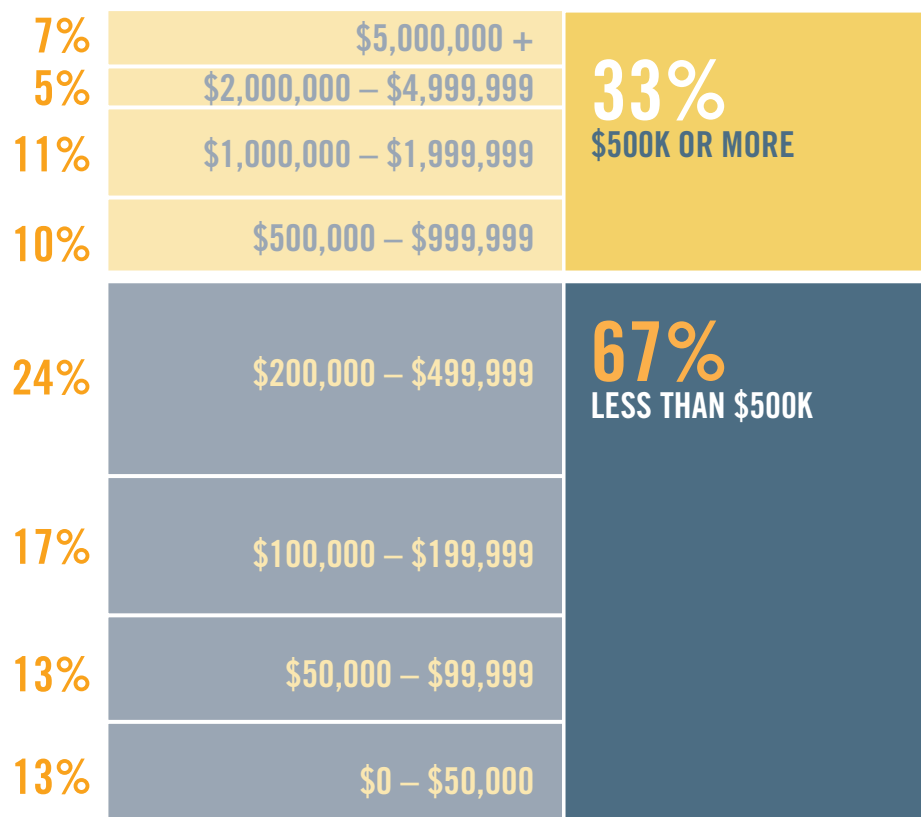 7% $5,000,000 +
5% $2,000,000 – $4,999,999
11% $1,000,000 – $1,999,999
10% $500,000 – $999,999
33%
$500K OR MORE
24% $200,000 – $499,999
17% $100,000 – $199,999
13% $50,000 – $99,999
13% $0 – $50,000
67%
LESS THAN $500K